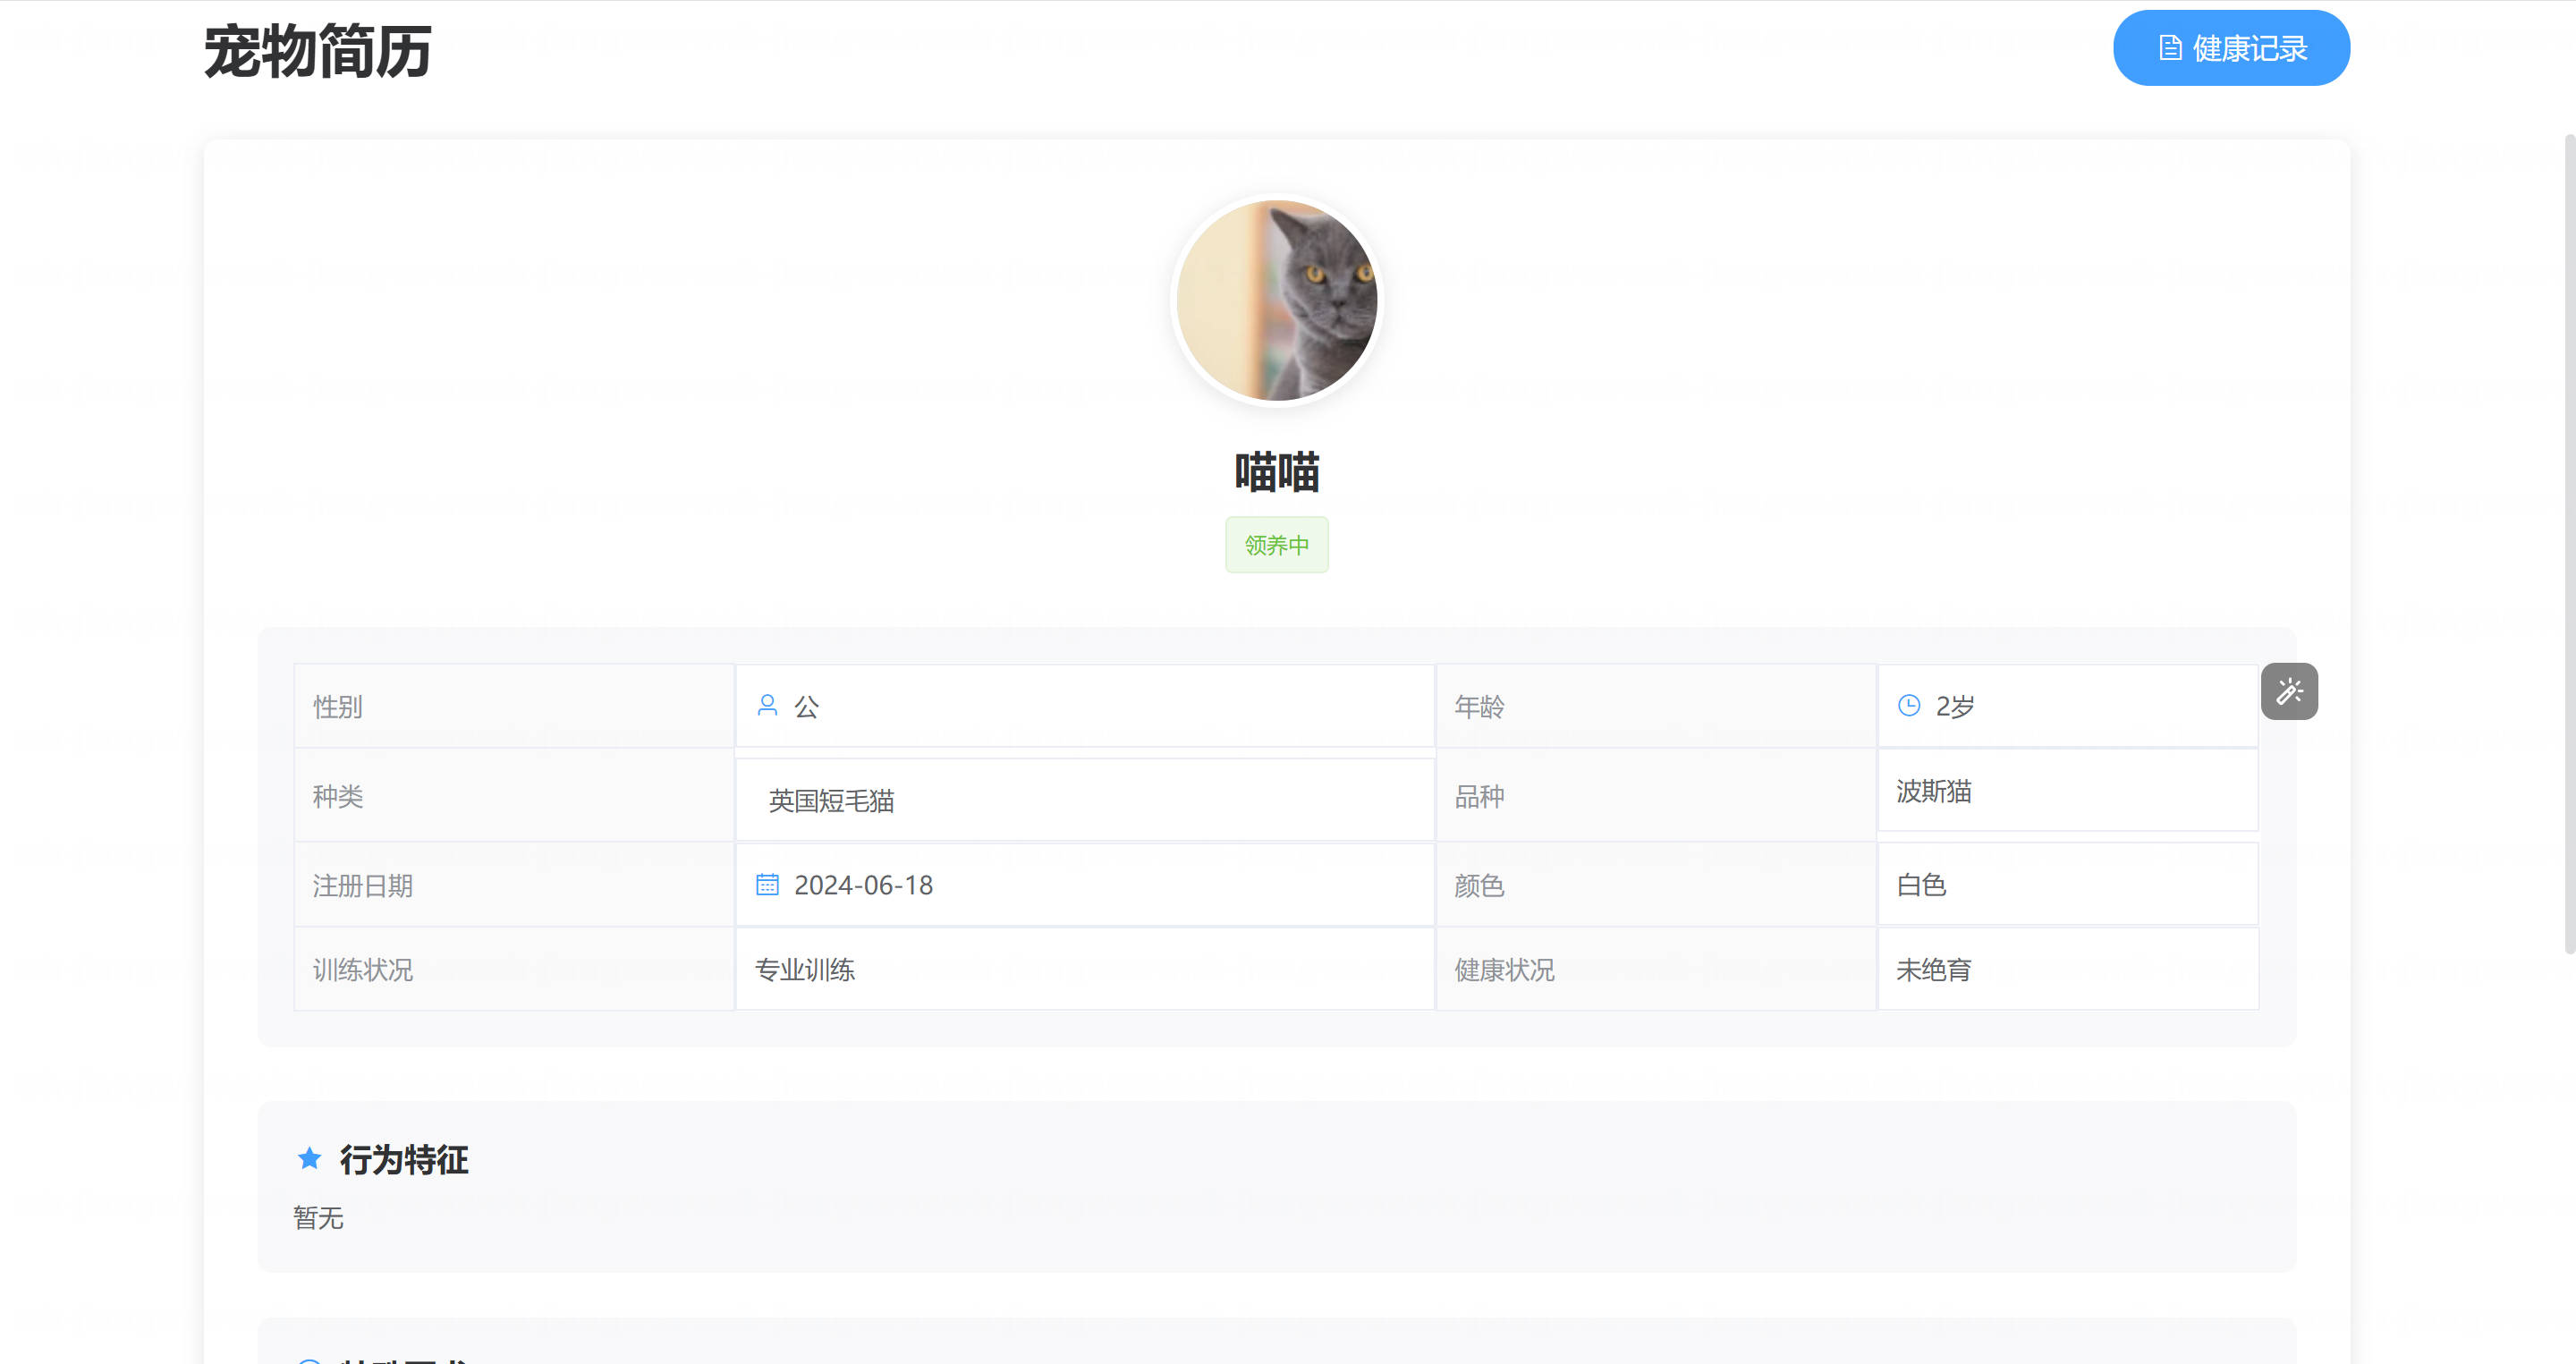 宠物简历
健康记录
喵喵
领养中
性别 公 年龄 2岁
种类 英国短毛猫 品种 波斯猫
注册日期 2024-06-18 颜色 白色
训练状况 专业训练 健康状况 未绝育
行为特征
暂无